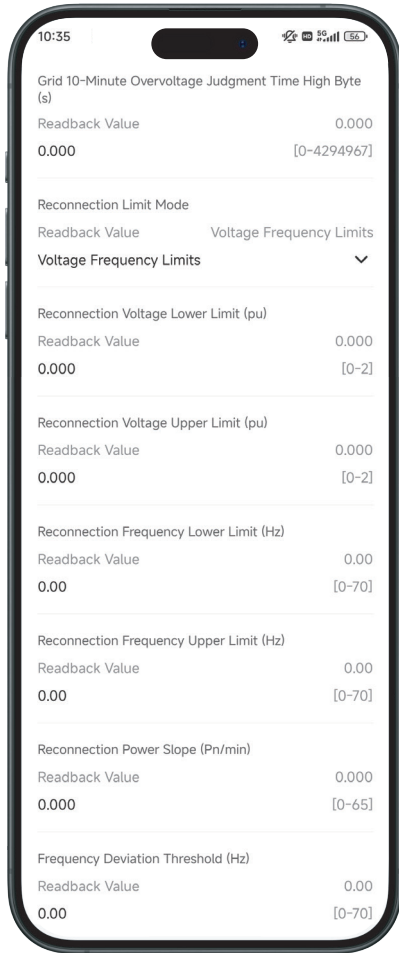 10:35
HD 5G 56
Grid 10-Minute Overvoltage Judgment Time High Byte
(s)
Readback Value 0.000
0.000 [0-4294967]
Reconnection Limit Mode
Readback Value Voltage Frequency Limits
Voltage Frequency Limits
Reconnection Voltage Lower Limit (pu)
Readback Value 0.000
0.000 [0-2]
Reconnection Voltage Upper Limit (pu)
Readback Value 0.000
0.000 [0-2]
Reconnection Frequency Lower Limit (Hz)
Readback Value 0.00
0.00 [0-70]
Reconnection Frequency Upper Limit (Hz)
Readback Value 0.00
0.00 [0-70]
Reconnection Power Slope (Pn/min)
Readback Value 0.000
0.000 [0-65]
Frequency Deviation Threshold (Hz)
Readback Value 0.00
0.00 [0-70]